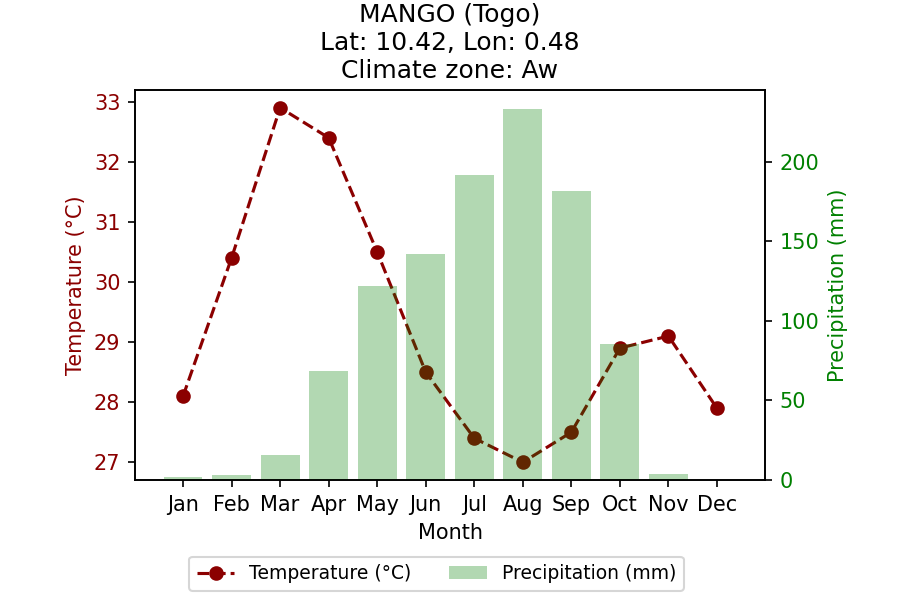 MANGO (Togo)
Lat: 10.42, Lon: 0.48
Climate zone: Aw
33
32
31
30
29
28
27
Temperature (°C)
200
150
100
50
0
Precipitation (mm)
Jan Feb Mar Apr May Jun Jul Aug Sep Oct Nov Dec
Month
Temperature (°C) Precipitation (mm)